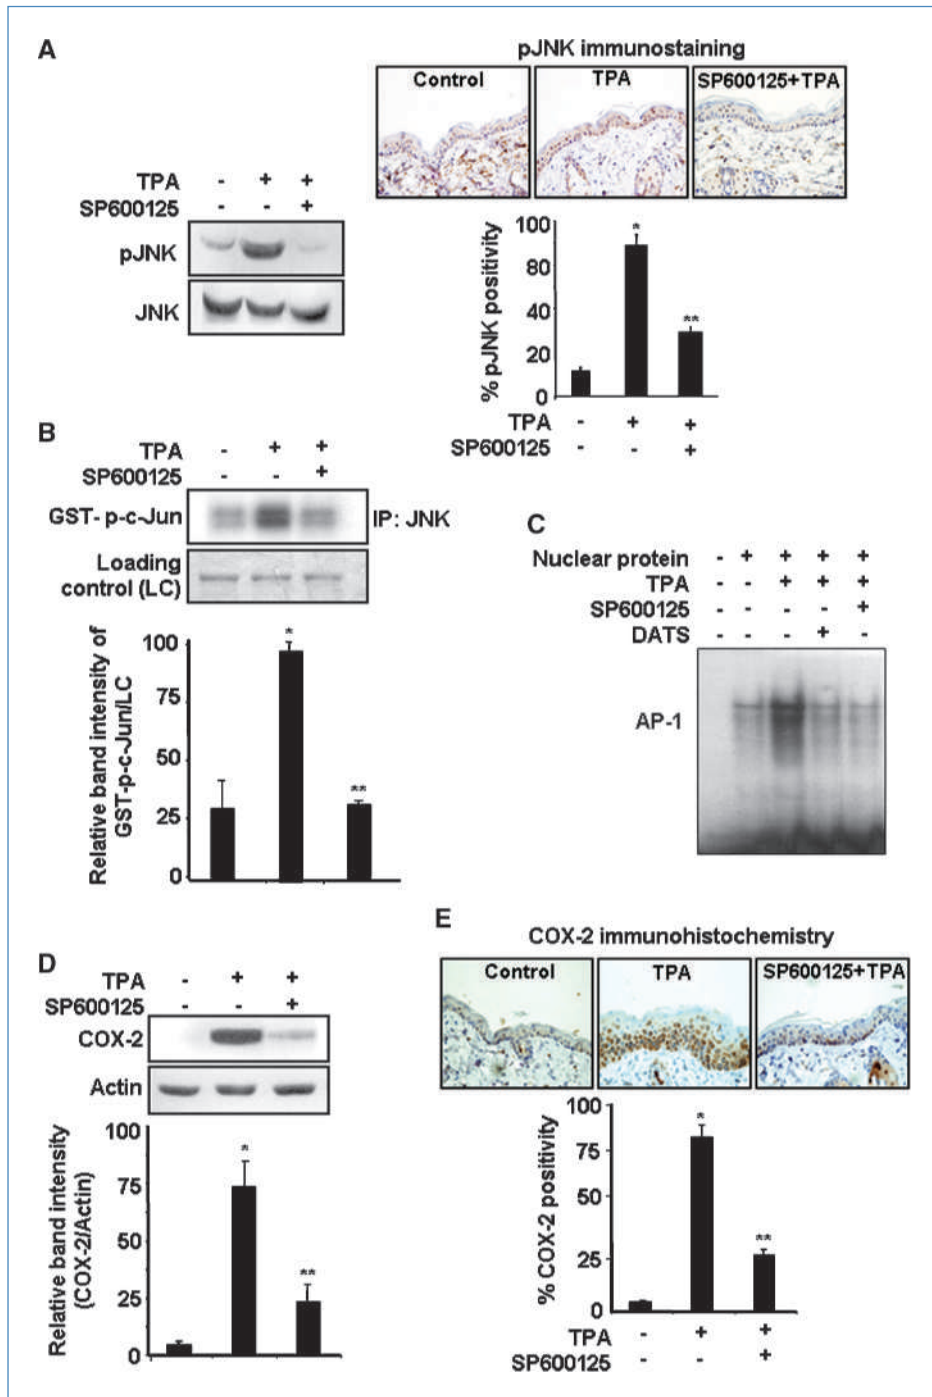 A
pJNK immunostaining
Control TPA SP600125+TPA
TPA - + +
SP600125 - - +
pJNK
JNK
% pJNK positivity
100
80
40
20
0
*
**
TPA - + +
SP600125 - - +
B
TPA - + +
SP600125 - - +
GST- p-c-Jun IP: JNK
Loading
control (LC)
Relative band intensity of
GST-p-c-Jun/LC
100
75
50
25
0
*
**
C
Nuclear protein - + + + +
TPA - - + + +
SP600125 - - - - +
DATS - - - + -
AP-1
D
TPA - + +
SP600125 - - +
COX-2
Actin
Relative band intensity
(COX-2/Actin)
100
75
50
25
0
*
**
E
COX-2 immunohistochemistry
Control TPA SP600125+TPA
% COX-2 positivity
100
75
50
25
0
*
**
TPA - + +
SP600125 - - +